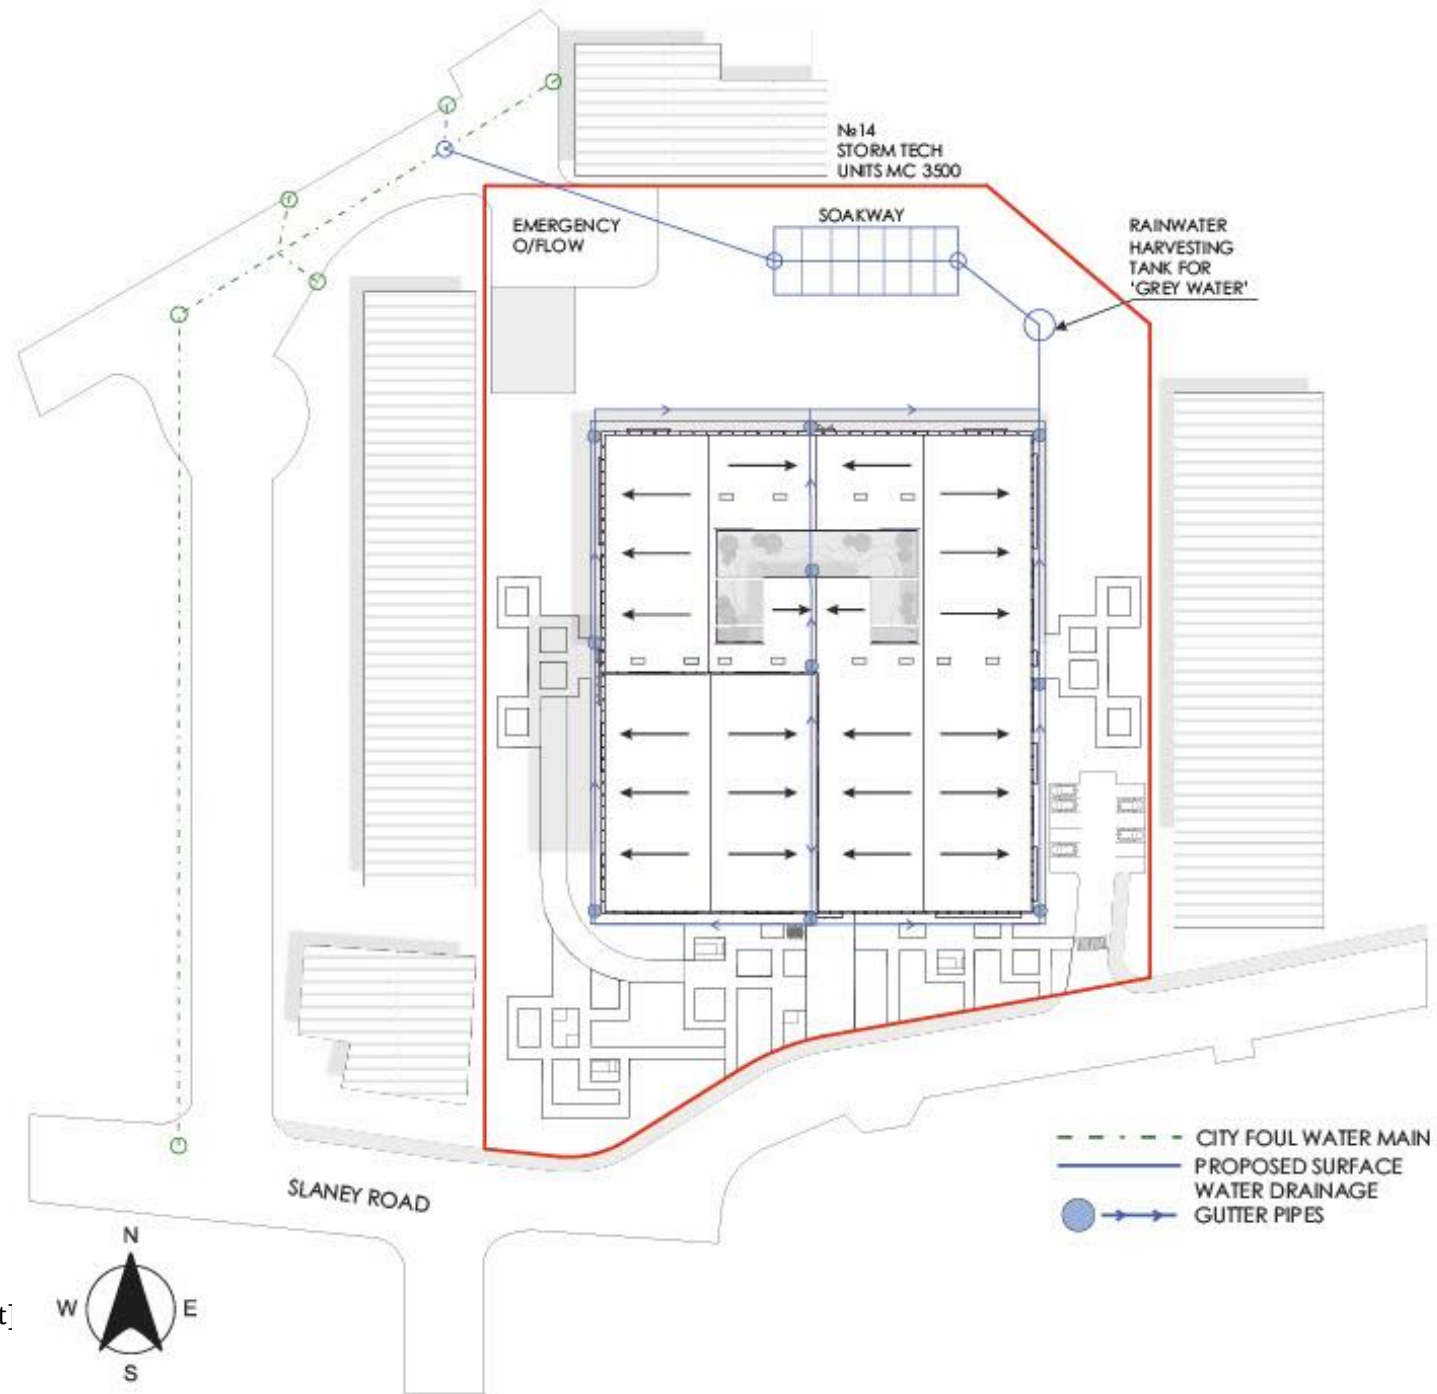 №14
STORM TECH
UNITS MC 3500
SOAKWAY
EMERGENCY
O/FLOW
RAINWATER
HARVESTING
TANK FOR
'GREY WATER'
CITY FOUL WATER MAIN
PROPOSED SURFACE
WATER DRAINAGE
GUTTER PIPES
SLANEY ROAD
N
W E
S
t]